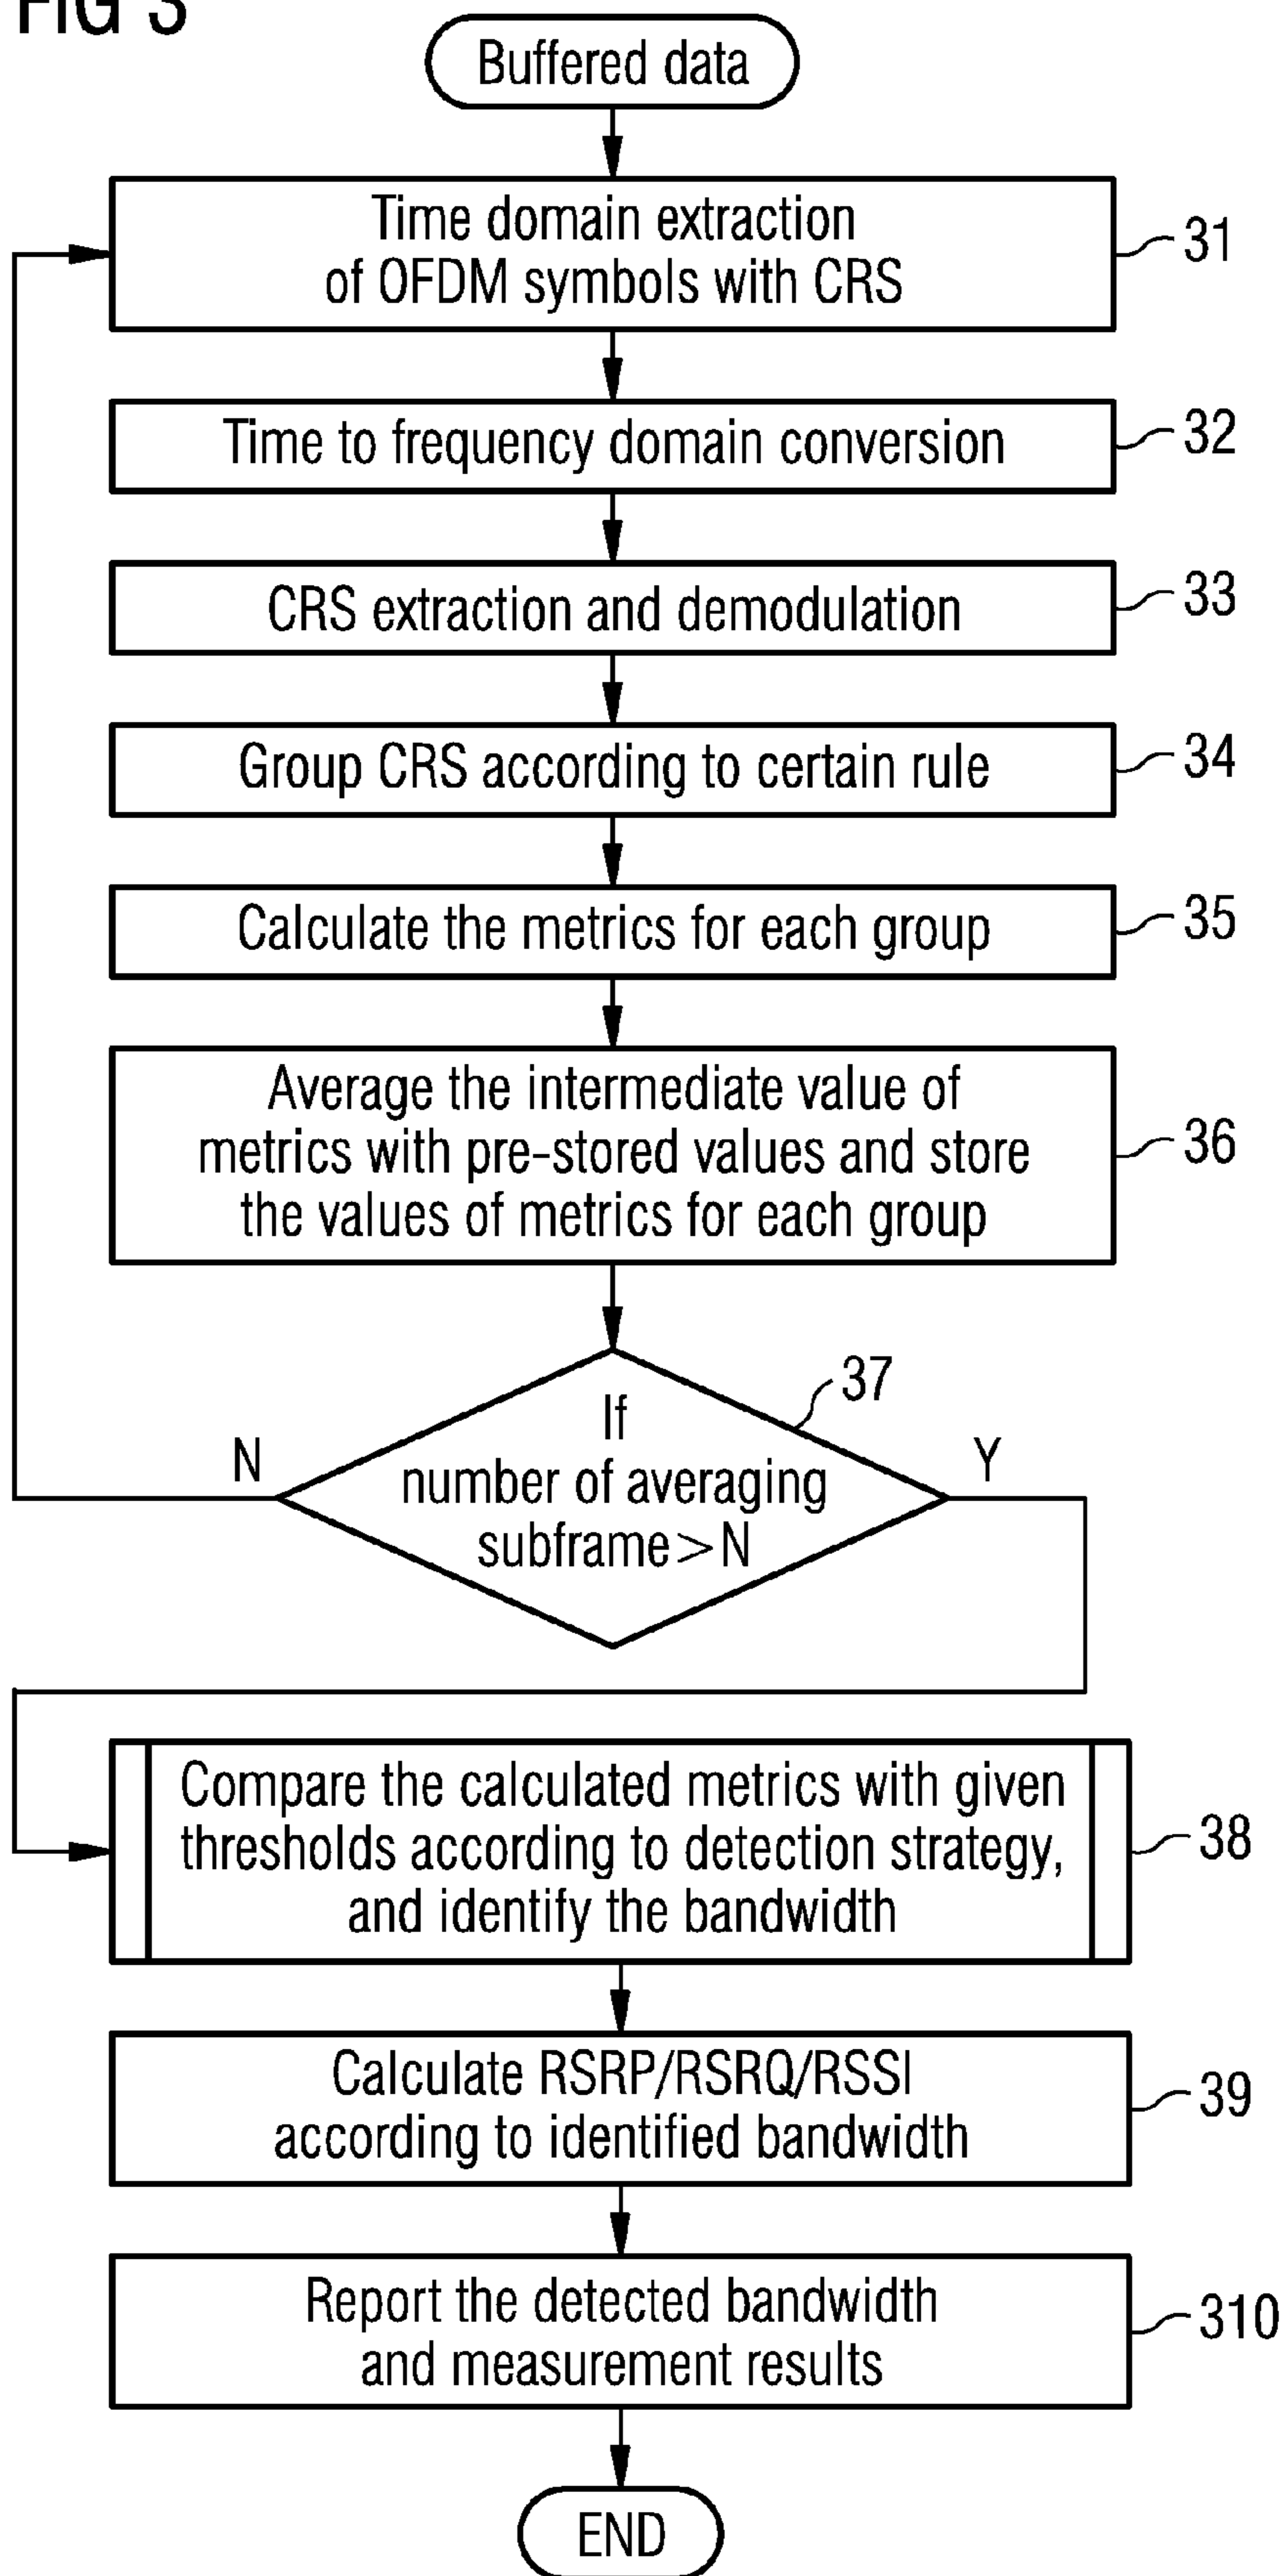 FIG 3
Buffered data
Time domain extraction
of OFDM symbols with CRS
31
Time to frequency domain conversion
32
CRS extraction and demodulation
33
Group CRS according to certain rule
34
Calculate the metrics for each group
35
Average the intermediate value of
metrics with pre-stored values and store
the values of metrics for each group
36
37
If
number of averaging
subframe>N
N
Y
Compare the calculated metrics with given
thresholds according to detection strategy,
and identify the bandwidth
38
Calculate RSRP/RSRQ/RSSI
according to identified bandwidth
39
Report the detected bandwidth
and measurement results
310
END